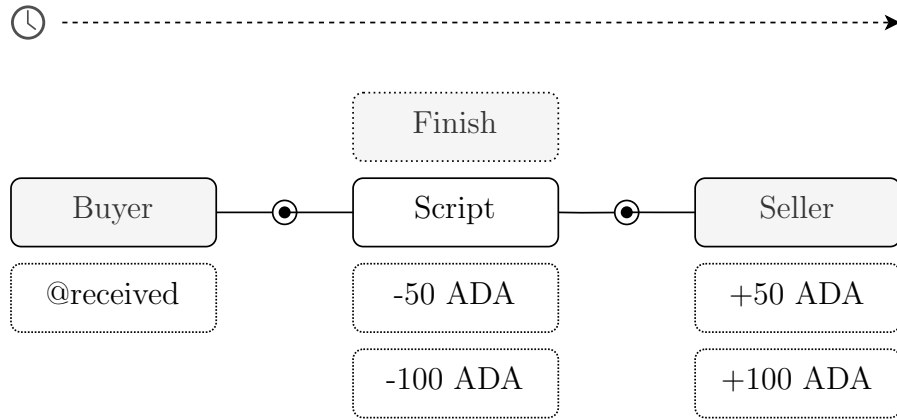 Finish
Buyer
Script
Seller
@received
-50 ADA
+50 ADA
-100 ADA
+100 ADA